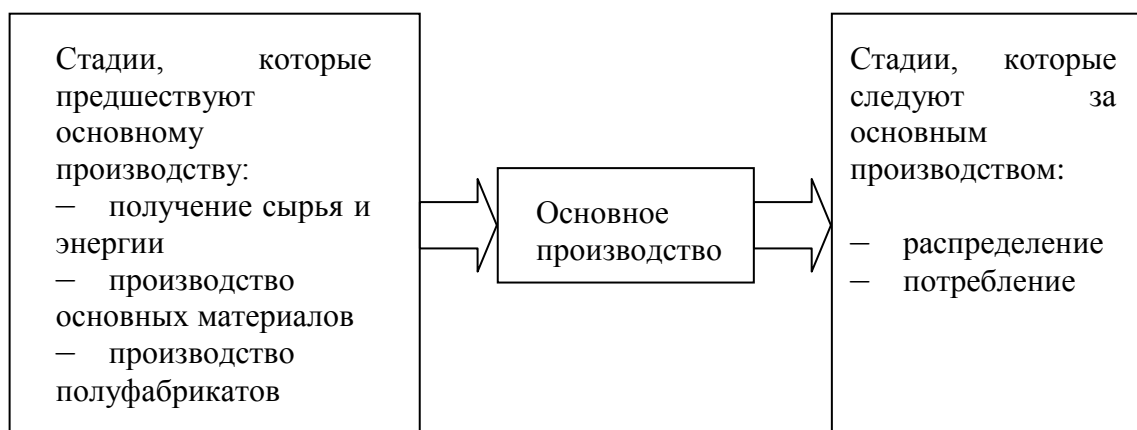 Стадии, которые
предшествуют
основному
производству:
– получение сырья и
энергии
– производство
основных материалов
– производство
полуфабрикатов
Основное
производство
Стадии, которые
следуют за
основным
производством:
– распределение
– потребление